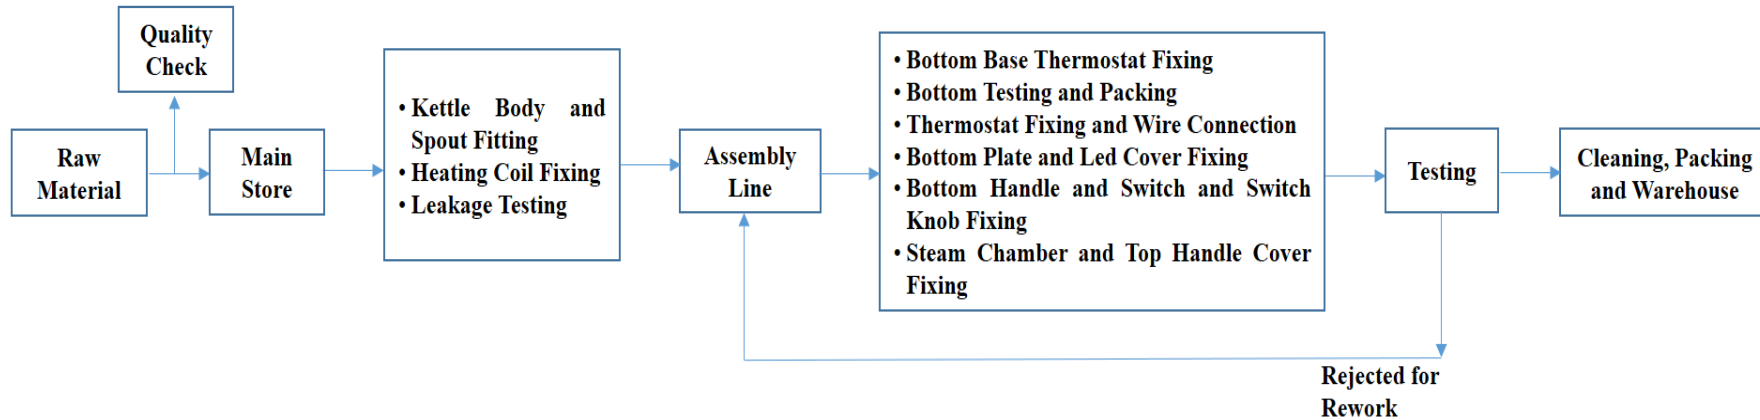 Quality
Check
Raw
Material
Main
Store
• Kettle Body and
Spout Fitting
• Heating Coil Fixing
• Leakage Testing
Assembly
Line
• Bottom Base Thermostat Fixing
• Bottom Testing and Packing
• Thermostat Fixing and Wire Connection
• Bottom Plate and Led Cover Fixing
• Bottom Handle and Switch and Switch
Knob Fixing
• Steam Chamber and Top Handle Cover
Fixing
Testing
Cleaning, Packing
and Warehouse
Rejected for
Rework